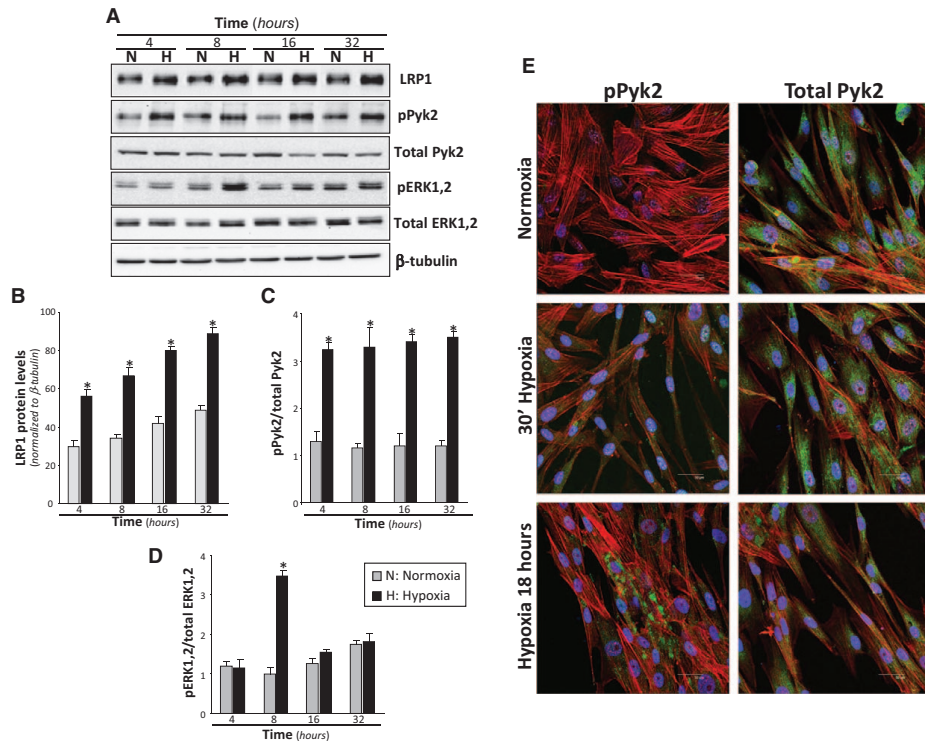 A
Time (hours)
4 8 16 32
N H N H N H N H
LRP1
pPyk2
Total Pyk2
pERK1,2
Total ERK1,2
β-tubulin
B
LRP1 protein levels
(normalized to β-tubulin)
100
80
60
40
20
0
* * * *
4 8 16 32
Time (hours)
C
pPyk2/total Pyk2
4
3
2
1
0
* * * *
4 8 16 32
Time (hours)
D
pERK1,2/total ERK1,2
4
3
2
1
0
*
4 8 16 32
Time (hours)
N: Normoxia
H: Hypoxia
E
pPyk2 Total Pyk2
Normoxia
30’ Hypoxia
Hypoxia 18 hours